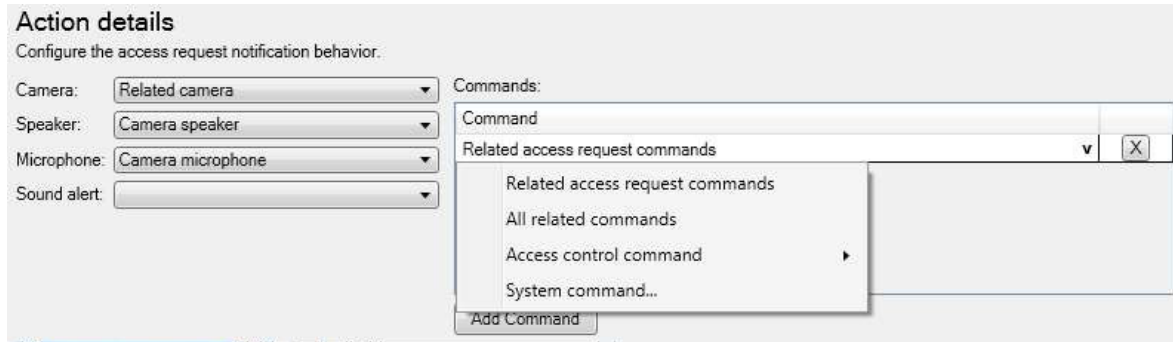 Action details
Configure the access request notification behavior.
Camera: Related camera
Speaker: Camera speaker
Microphone: Camera microphone
Sound alert:
Commands:
Command
Related access request commands v X
Related access request commands
All related commands
Access control command
System command...
Add Command